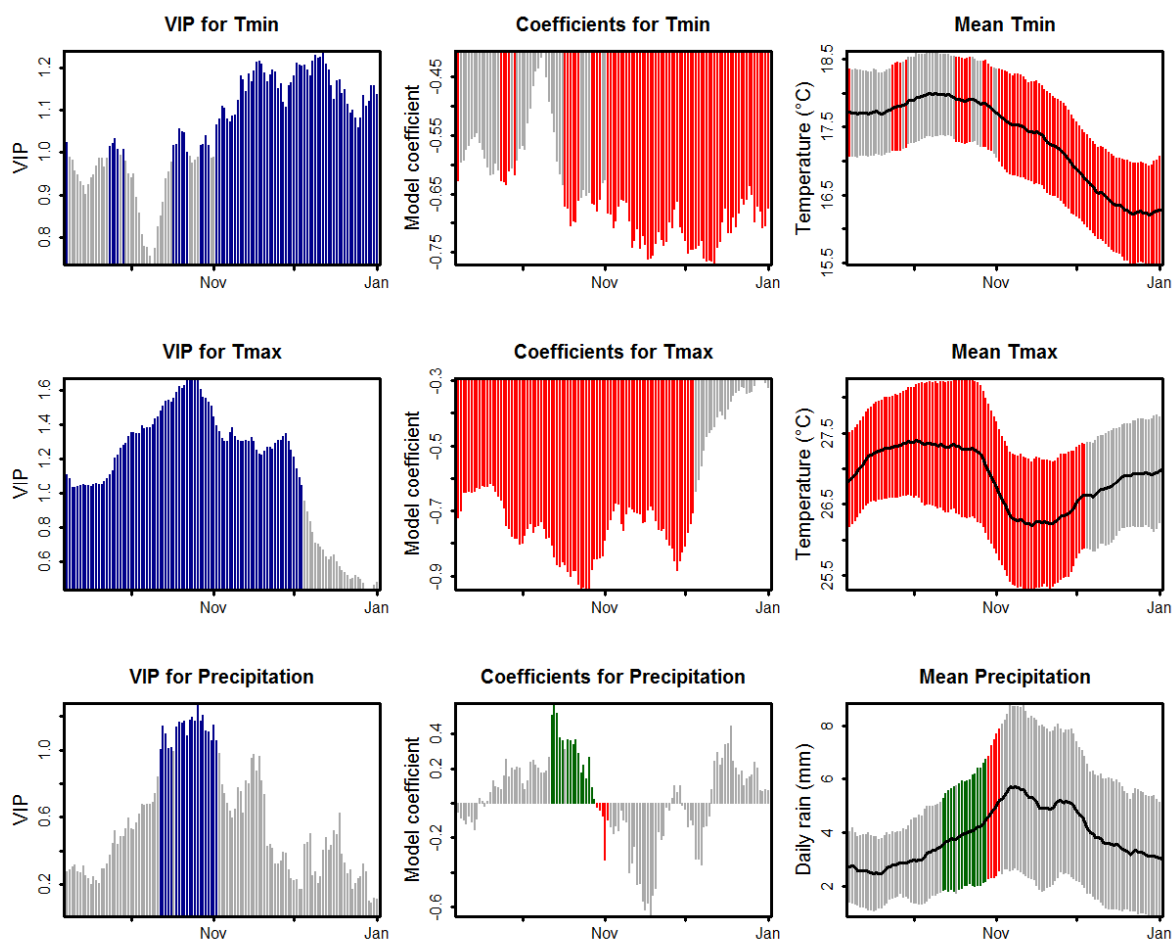 VIP for Tmin
Coefficients for Tmin
Mean Tmin
VIP
0.8 0.9 1.0 1.1 1.2
Model coefficient
-0.75 -0.65 -0.55 -0.45
Temperature (°C)
15.5 16.5 17.5 18.5
Nov Jan
Nov Jan
Nov Jan
VIP for Tmax
Coefficients for Tmax
Mean Tmax
VIP
0.6 0.8 1.0 1.2 1.4 1.6
Model coefficient
-0.9 -0.7 -0.5 -0.3
Temperature (°C)
25.5 26.5 27.5
Nov Jan
Nov Jan
Nov Jan
VIP for Precipitation
Coefficients for Precipitation
Mean Precipitation
VIP
0.2 0.6 1.0
Model coefficient
-0.6 -0.2 0.2 0.4
Daily rain (mm)
2 4 6 8
Nov Jan
Nov Jan
Nov Jan